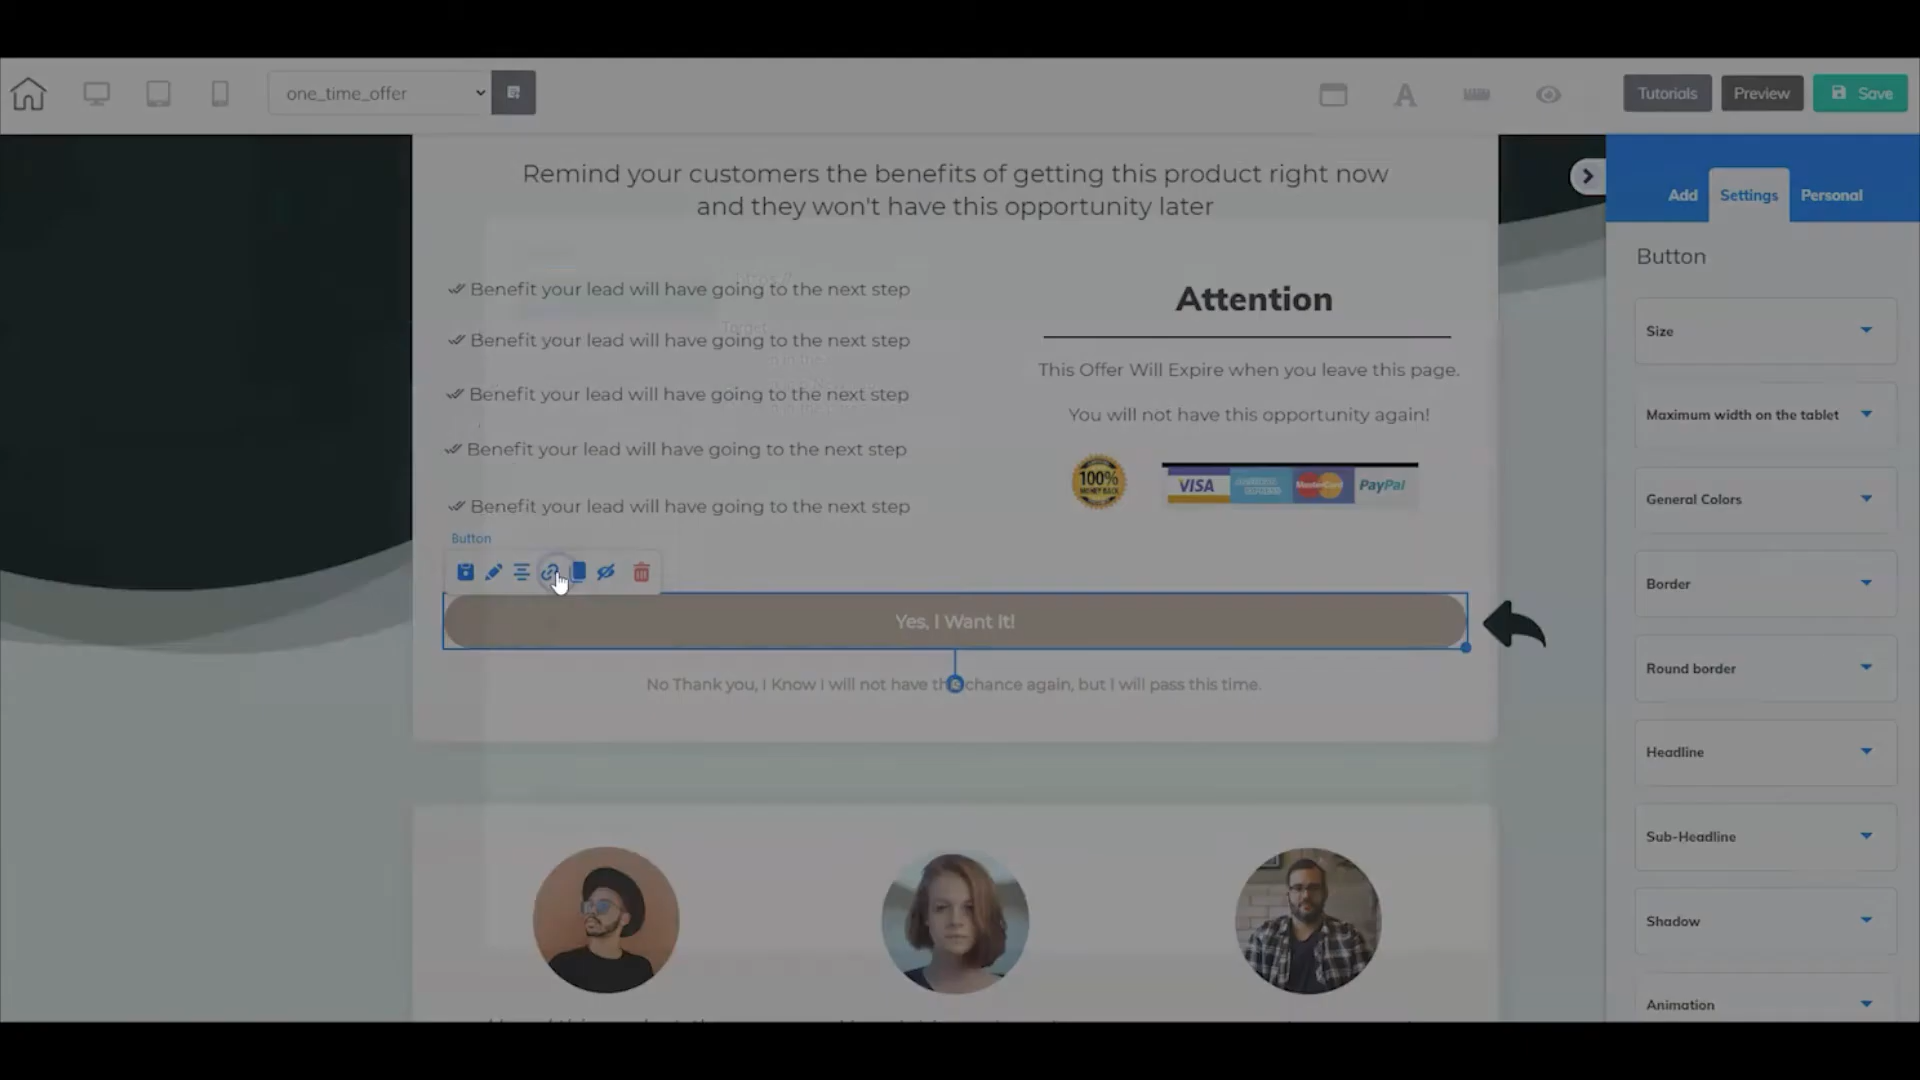 one_time_offer
Tutorials
Preview
Save
Add
Settings
Personal
Remind your customers the benefits of getting this product right now
and they won't have this opportunity later
Benefit your lead will have going to the next step
Benefit your lead will have going to the next step
Benefit your lead will have going to the next step
Benefit your lead will have going to the next step
Benefit your lead will have going to the next step
Target
Attention
This Offer Will Expire when you leave this page.
You will not have this opportunity again!
100%
MONEY BACK
VISA
AMERICAN
EXPRESS
MasterCard
PayPal
Button
Yes, I Want It!
No Thank you, I Know I will not have chance again, but I will pass this time.
Button
Size
Maximum width on the tablet
General Colors
Border
Round border
Headline
Sub-Headline
Shadow
Animation